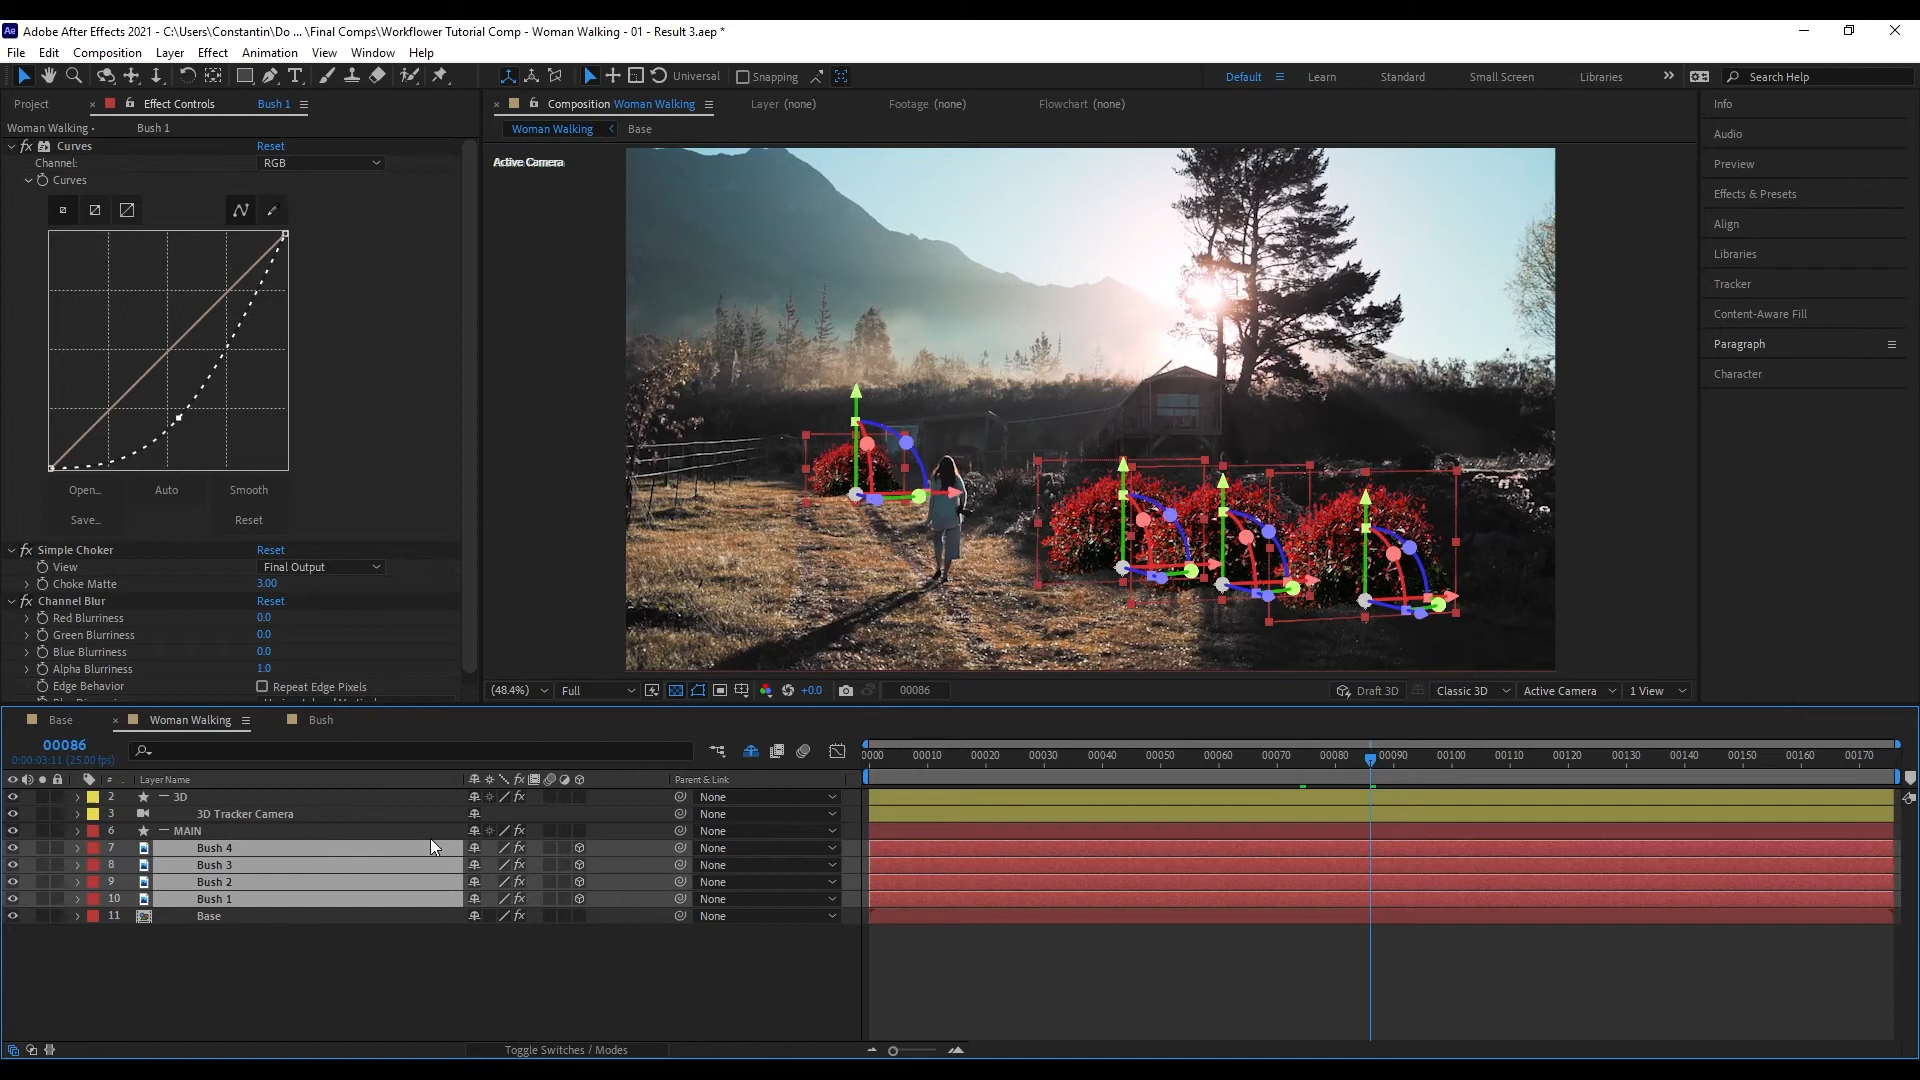 Adobe After Effects 2021 - C:\Users\Constantin\Do ... \Final Comps\Workflower Tutorial Comp - Woman Walking - 01 - Result 3.aep *
File Edit Composition Layer Effect Animation View Window Help
Universal Snapping Default Learn Standard Small Screen Libraries Search Help
Project Effect Controls Bush 1 Composition Woman Walking Layer (none) Footage (none) Flowchart (none) Info
Woman Walking • Bush 1 Woman Walking Base
Audio
Curves Reset
Channel: RGB
Curves
Active Camera
Preview
Effects & Presets
Align
Libraries
Tracker
Content-Aware Fill
Paragraph
Character
Open... Auto Smooth
Save... Reset
Simple Choker Reset
View Final Output
Choke Matte 3.00
Channel Blur Reset
Red Blurriness 0.0
Green Blurriness 0.0
Blue Blurriness 0.0
Alpha Blurriness 1.0
Edge Behavior Repeat Edge Pixels
(48.4%) Full +0.0 00086 Draft 3D Classic 3D Active Camera 1 View
Base Woman Walking Bush
00086
0:00:03:11 (25.00 fps)
0000 00010 00020 00030 00040 00050 00060 00070 00080 00090 00100 00110 00120 00130 00140 00150 00160 00170
# Layer Name fx Parent & Link
2 3D fx None
3 3D Tracker Camera None
6 MAIN fx None
7 Bush 4 fx None
8 Bush 3 fx None
9 Bush 2 fx None
10 Bush 1 fx None
11 Base fx None
Toggle Switches / Modes